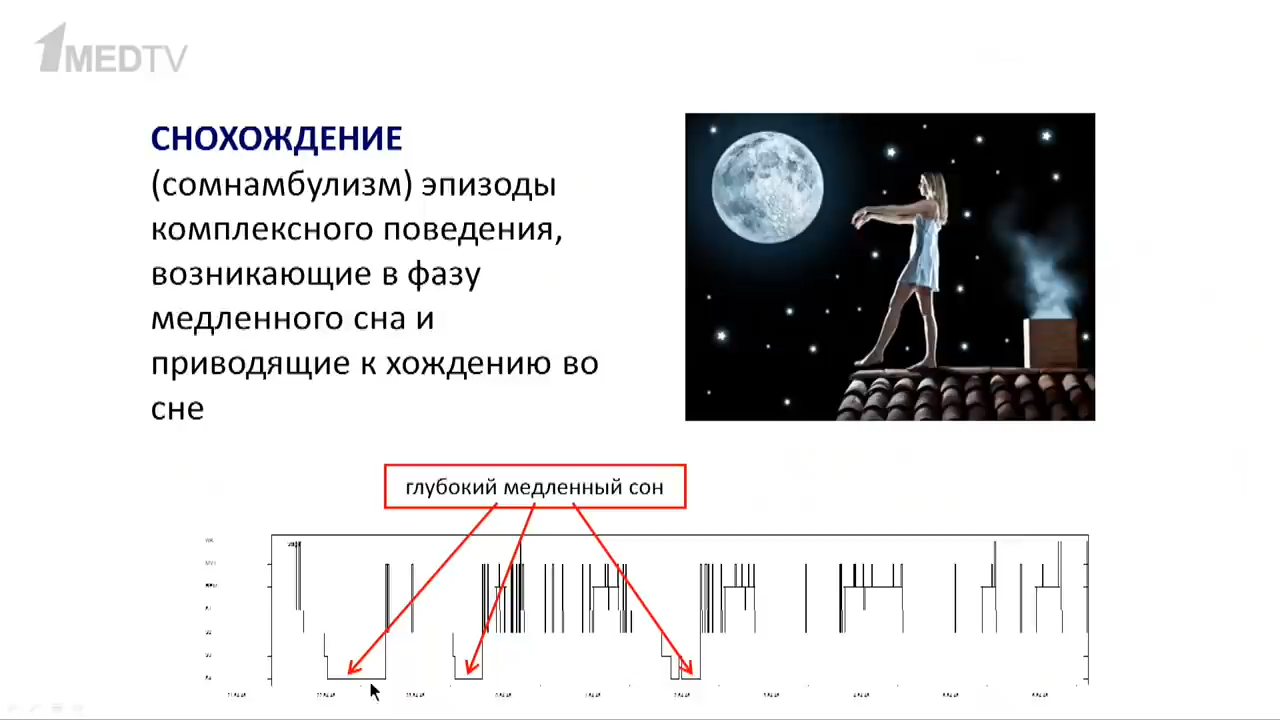 1MEDTV
СНОХОЖДЕНИЕ
(сомнамбулизм) эпизоды
комплексного поведения,
возникающие в фазу
медленного сна и
приводящие к хождению во
сне
глубокий медленный сон